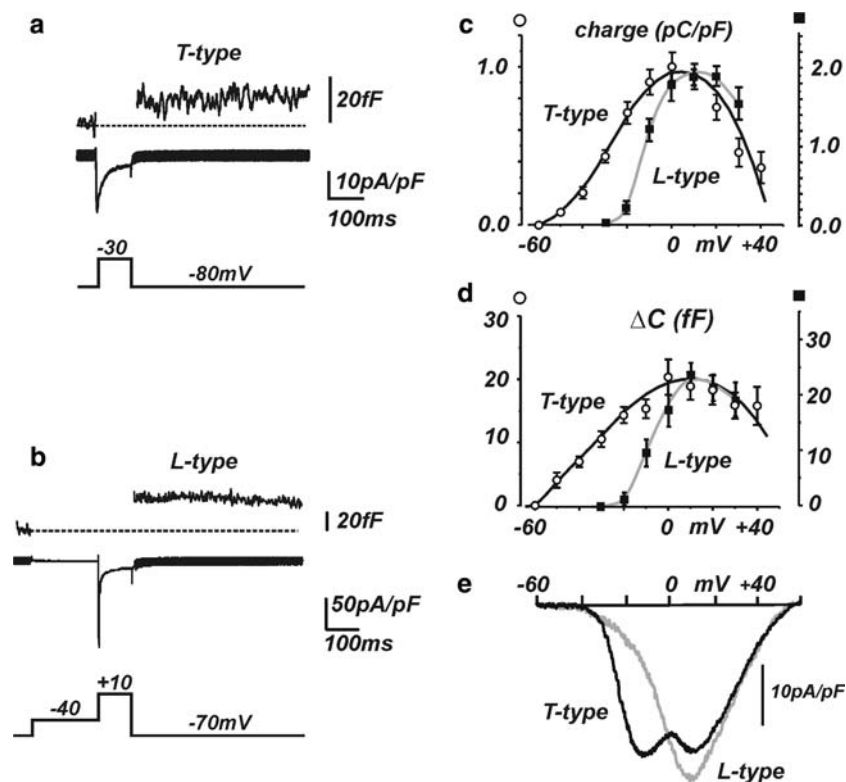 a
T-type
20fF
10pA/pF
100ms
-30
-80mV
b
L-type
20fF
50pA/pF
100ms
+10
-40
-70mV
c
charge (pC/pF)
1.0
0.0
2.0
1.0
0.0
T-type
L-type
-60 0 mV +40
d
ΔC (fF)
30
20
10
0
30
20
10
0
T-type
L-type
-60 0 mV +40
e
-60 0 mV +40
10pA/pF
T-type
L-type